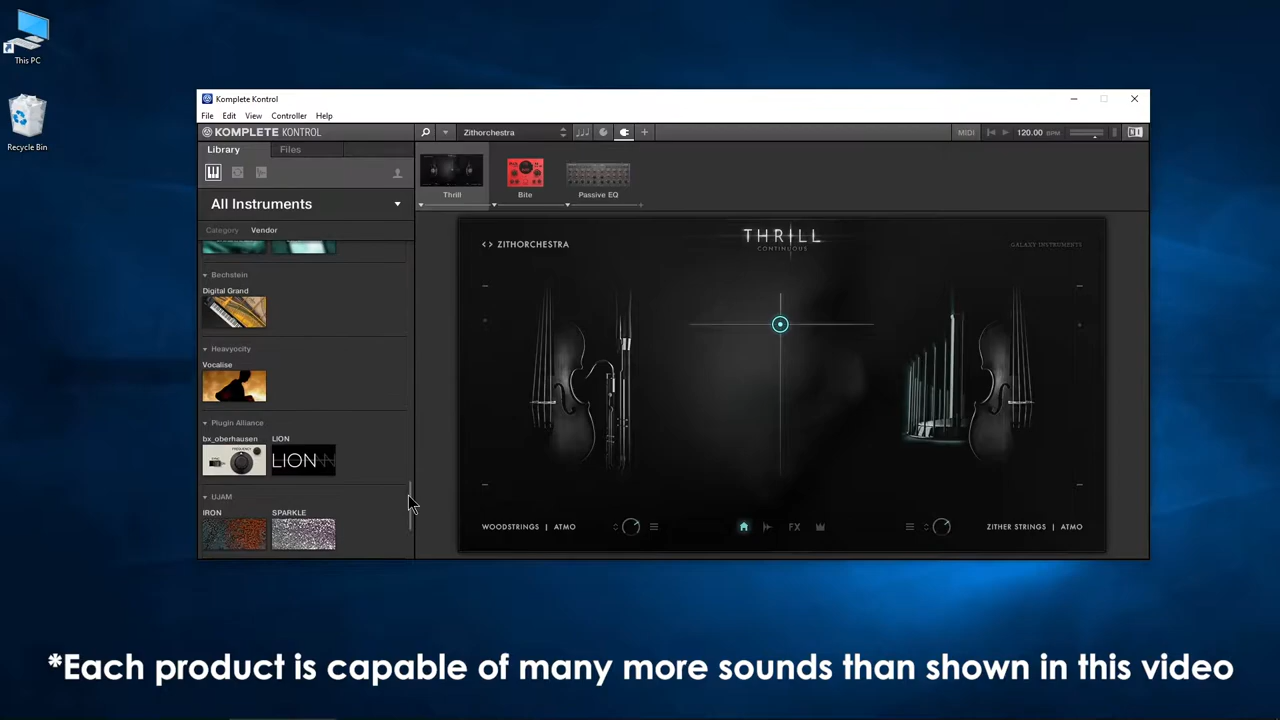 This PC
Recycle Bin
Komplete Kontrol
File Edit View Controller Help
KOMPLETE KONTROL
Zithorchestra
MIDI
120.00 BPM
Library Files
All Instruments
Category Vendor
Bechstein
Digital Grand
Heavyocity
Vocalise
Plugin Alliance
bx_oberhausen LION
FREQUENCY
LION
UJAM
IRON SPARKLE
Thrill Bite Passive EQ
ZITHORCHESTRA
THRILL
CONTINUOUS
GALAXY INSTRUMENTS
WOODSTRINGS | ATMO
FX
ZITHER STRINGS | ATMO
*Each product is capable of many more sounds than shown in this video